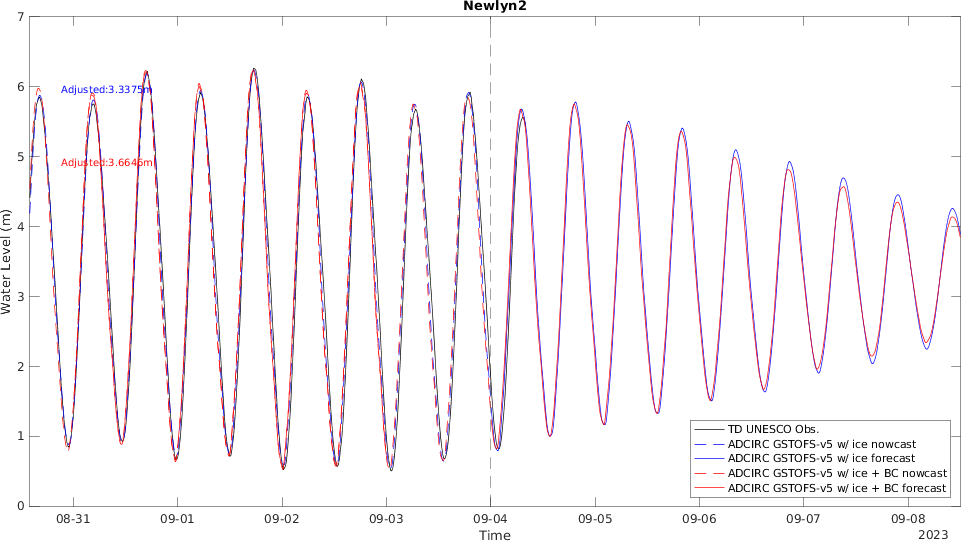 Newlyn2
7
6
5
4
3
2
1
0
Water Level (m)
Adjusted:3.3375m
Adjusted:3.6646m
TD UNESCO Obs.
ADCIRC GSTOFS-v5 w/ ice nowcast
ADCIRC GSTOFS-v5 w/ ice forecast
ADCIRC GSTOFS-v5 w/ ice + BC nowcast
ADCIRC GSTOFS-v5 w/ ice + BC forecast
08-31 09-01 09-02 09-03 09-04 09-05 09-06 09-07 09-08
Time
2023